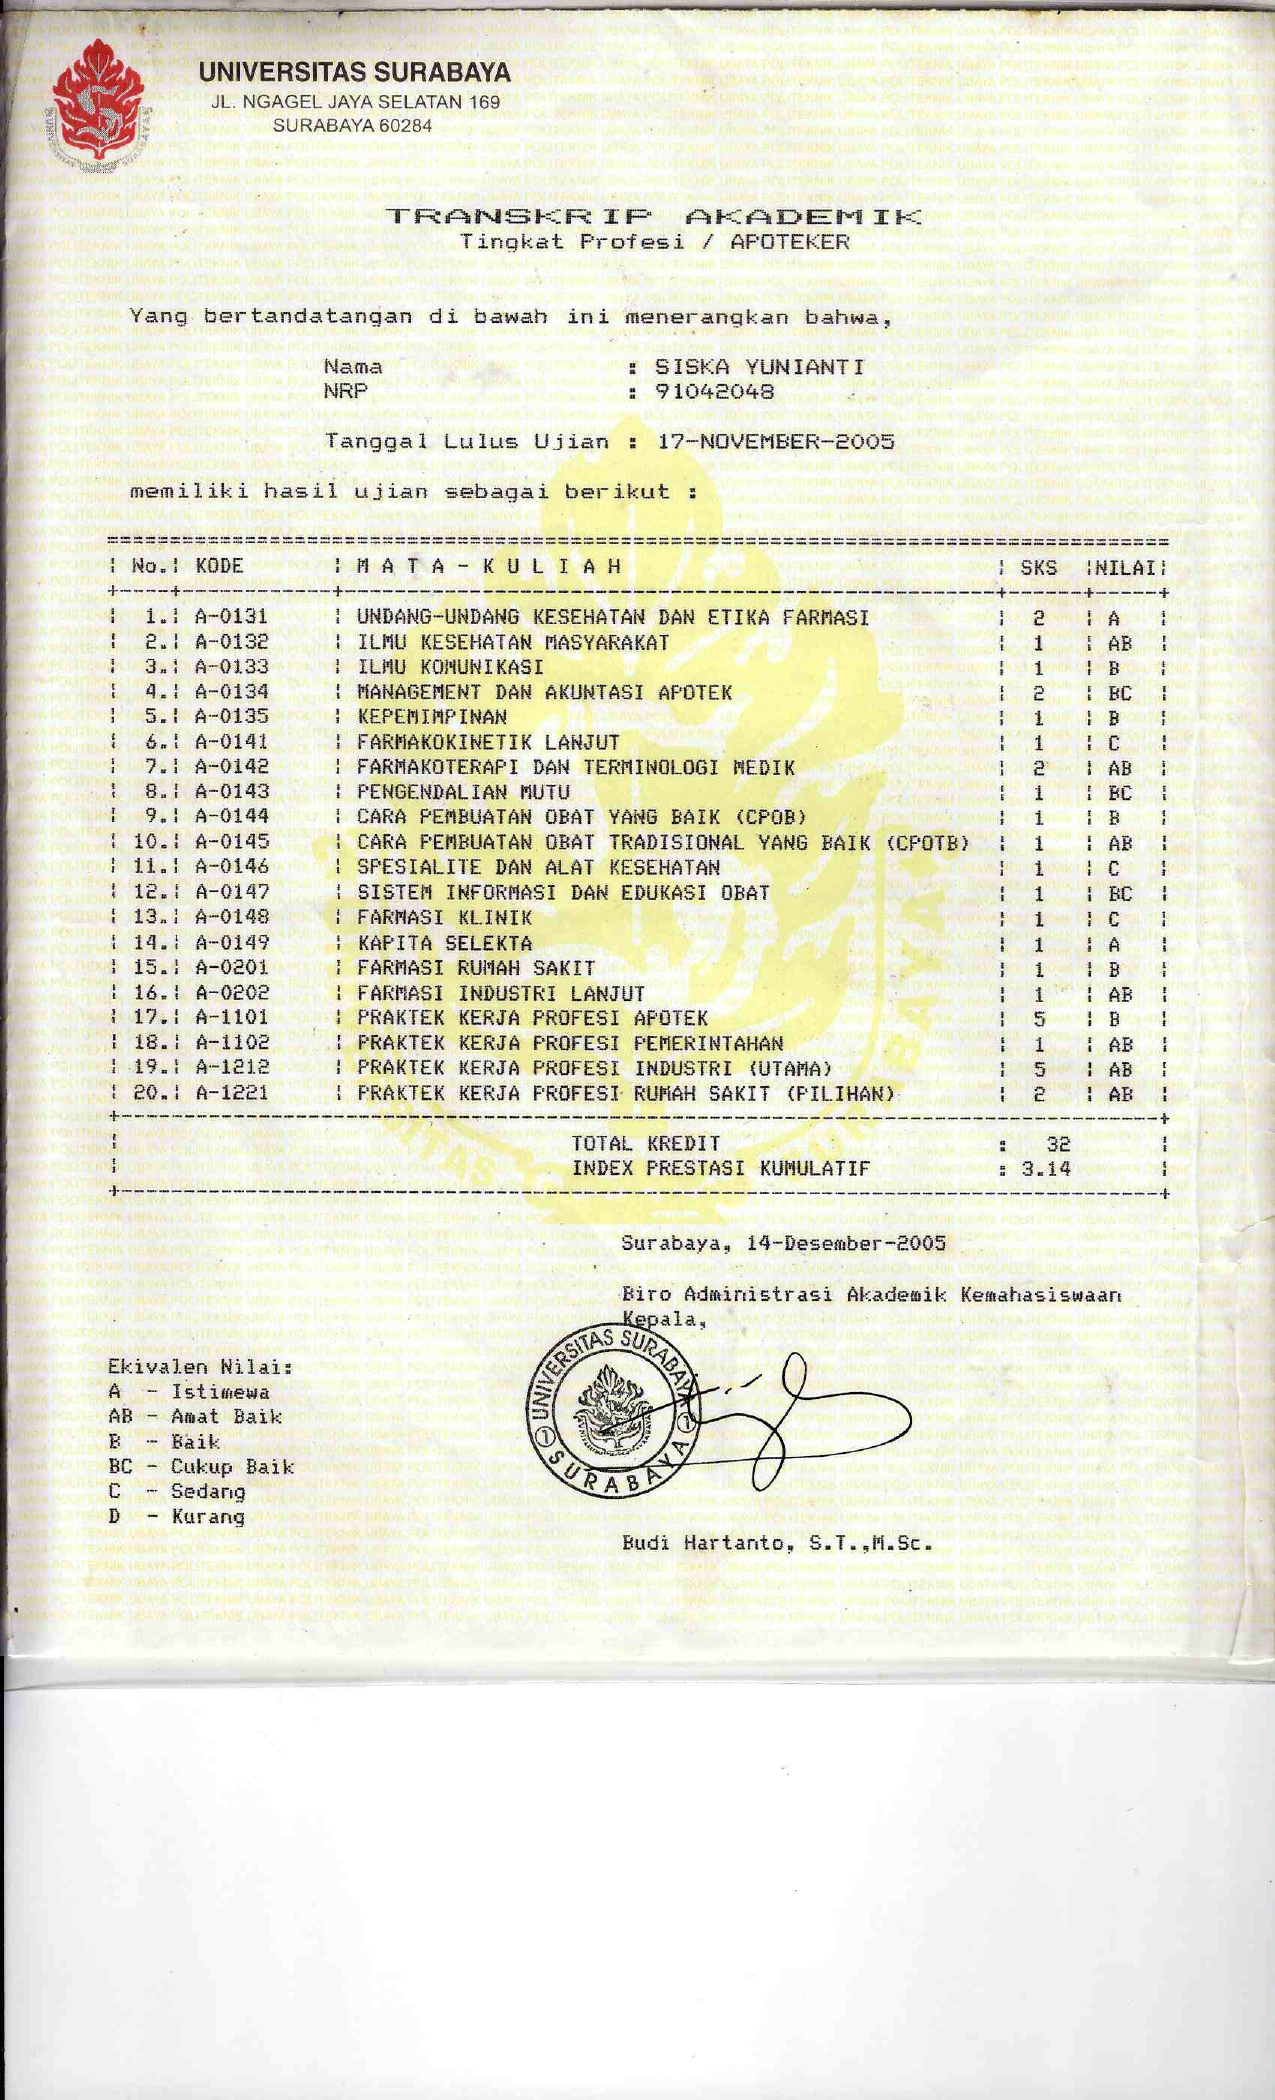 UNIVERSITAS SURABAYA
JL. NGAGEL JAYA SELATAN 169
SURABAYA 60284
TRANSKRIP AKADEMIK
Tingkat Profesi / APOTEKER
Yang bertandatangan di bawah ini menerangkan bahwa,
Nama : SISKA YUNIANTI
NRP : 91042048
Tanggal Lulus Ujian : 17-NOVEMBER-2005
memiliki hasil ujian sebagai berikut :
No. KODE MATA-KULIAH SKS NILAI
1. A-0131 UNDANG-UNDANG KESEHATAN DAN ETIKA FARMASI 2 A
2. A-0132 ILMU KESEHATAN MASYARAKAT 1 AB
3. A-0133 ILMU KOMUNIKASI 1 B
4. A-0134 MANAGEMENT DAN AKUNTASI APOTEK 2 BC
5. A-0135 KEPEMIMPINAN 1 B
6. A-0141 FARMAKOKINETIK LANJUT 1 C
7. A-0142 FARMAKOTERAPI DAN TERMINOLOGI MEDIK 2 AB
8. A-0143 PENGENDALIAN MUTU 1 BC
9. A-0144 CARA PEMBUATAN OBAT YANG BAIK (CPOB) 1 B
10. A-0145 CARA PEMBUATAN OBAT TRADISIONAL YANG BAIK (CPOTB) 1 AB
11. A-0146 SPESIALITE DAN ALAT KESEHATAN 1 C
12. A-0147 SISTEM INFORMASI DAN EDUKASI OBAT 1 BC
13. A-0148 FARMASI KLINIK 1 C
14. A-0149 KAPITA SELEKTA 1 A
15. A-0201 FARMASI RUMAH SAKIT 1 B
16. A-0202 FARMASI INDUSTRI LANJUT 1 AB
17. A-1101 PRAKTEK KERJA PROFESI APOTEK 5 B
18. A-1102 PRAKTEK KERJA PROFESI PEMERINTAHAN 1 AB
19. A-1212 PRAKTEK KERJA PROFESI INDUSTRI (UTAMA) 5 AB
20. A-1221 PRAKTEK KERJA PROFESI RUMAH SAKIT (PILIHAN) 2 AB
TOTAL KREDIT : 32
INDEX PRESTASI KUMULATIF : 3.14
Surabaya, 14-Desember-2005
Biro Administrasi Akademik Kemahasiswaan
Kepala,
UNIVERSITAS SURABAYA
1 SURABAYA 1
Ekivalen Nilai:
A - Istimewa
AB - Amat Baik
B - Baik
BC - Cukup Baik
C - Sedang
D - Kurang
Budi Hartanto, S.T.,M.Sc.